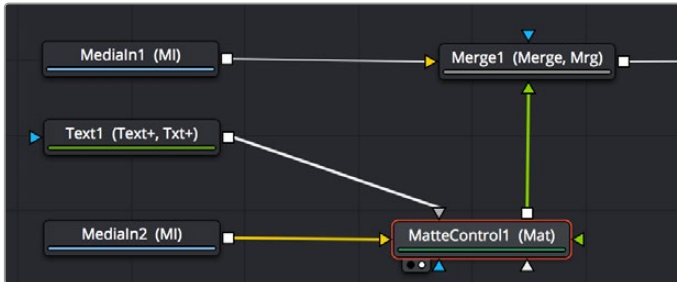 MediaIn1 (MI)
Merge1 (Merge, Mrg)
Text1 (Text+, Txt+)
MediaIn2 (MI)
MatteControl1 (Mat)